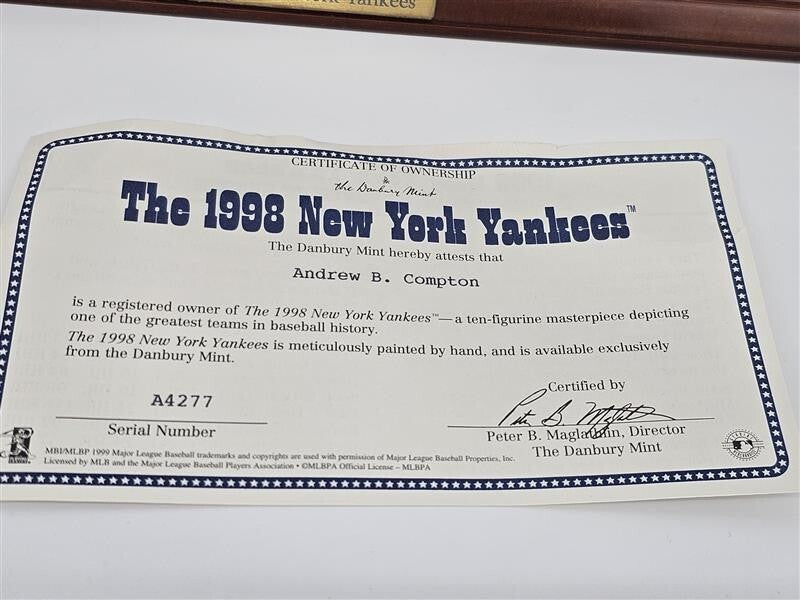 Yankees
CERTIFICATE OF OWNERSHIP
the Danbury Mint
The 1998 New York Yankees™
The Danbury Mint hereby attests that
Andrew B. Compton
is a registered owner of The 1998 New York Yankees™—a ten-figurine masterpiece depicting
one of the greatest teams in baseball history.
The 1998 New York Yankees is meticulously painted by hand, and is available exclusively
from the Danbury Mint.
A4277
Serial Number
Certified by
Peter B. Maglathlin, Director
The Danbury Mint
MBI/MLBP 1999 Major League Baseball trademarks and copyrights are used with permission of Major League Baseball Properties, Inc.
Licensed by MLB and the Major League Baseball Players Association • ©MLBPA Official License – MLBPA